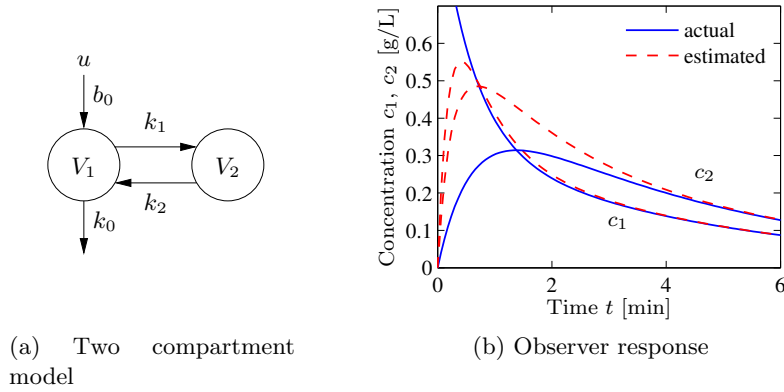 u
b₀
k₁
V₁
V₂
k₂
k₀
(a) Two compartment
model
Concentration c₁, c₂ [g/L]
0.6
0.5
0.4
0.3
0.2
0.1
0
actual
estimated
c₂
c₁
0
2
4
6
Time t [min]
(b) Observer response